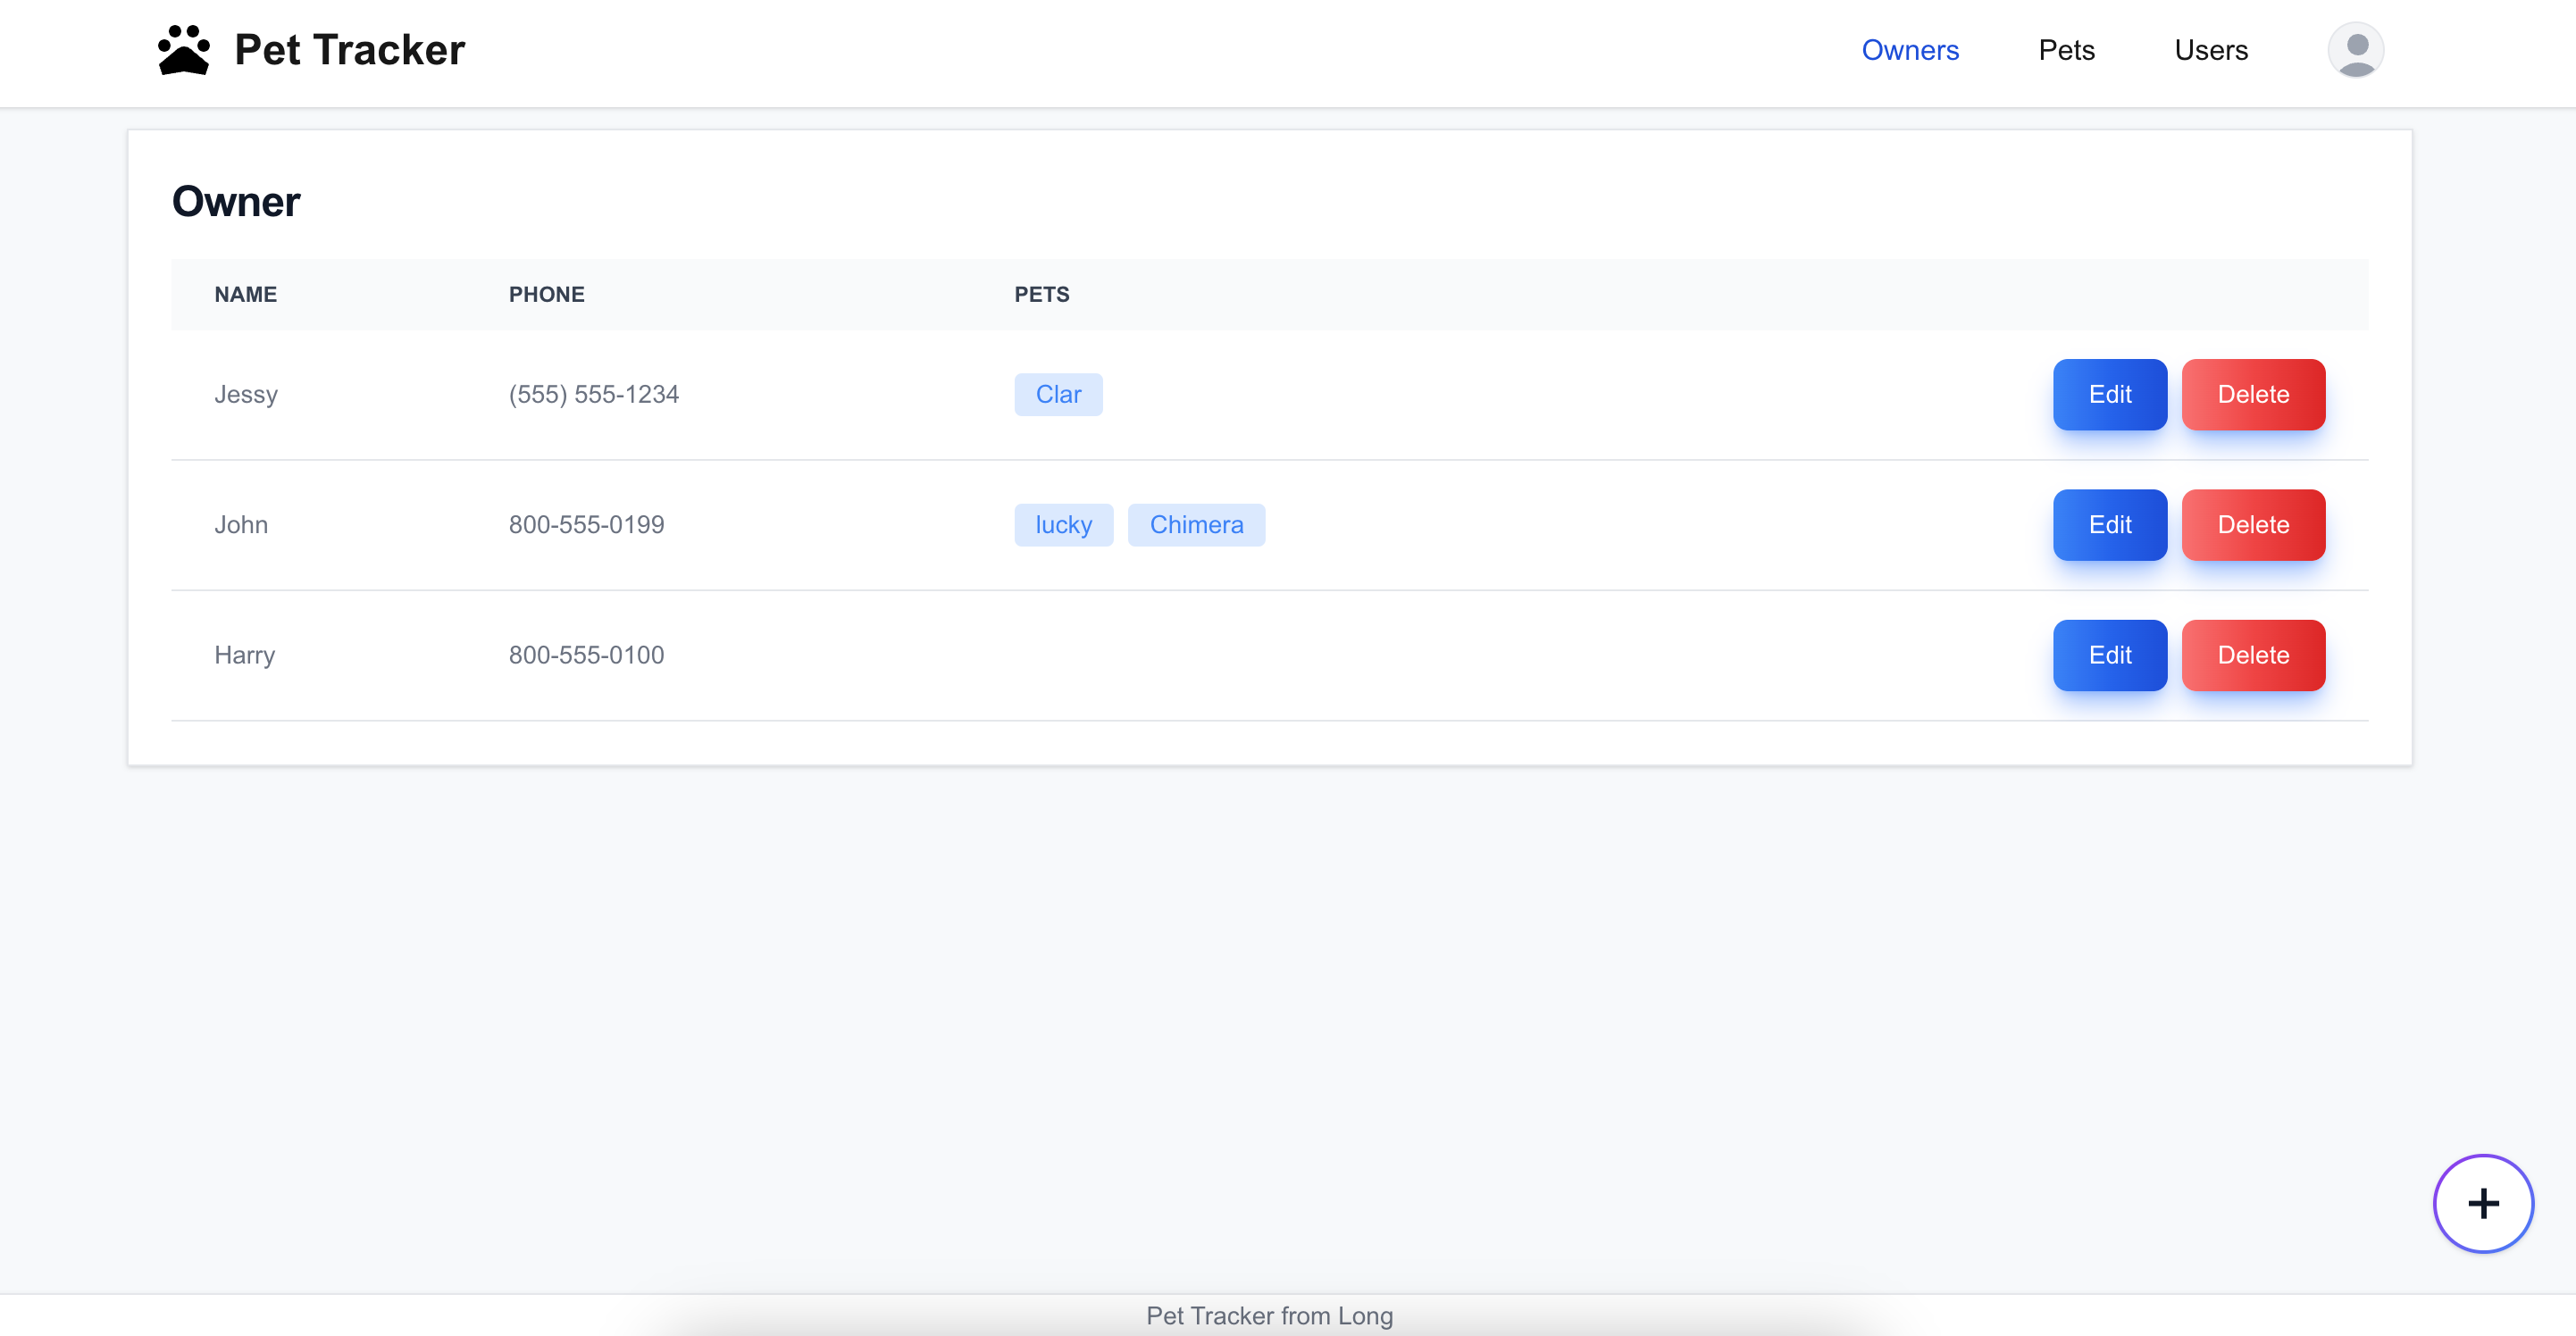 Pet Tracker Owners Pets Users
Owner
NAME PHONE PETS
Jessy (555) 555-1234 Clar Edit Delete
John 800-555-0199 lucky Chimera Edit Delete
Harry 800-555-0100 Edit Delete
+
Pet Tracker from Long